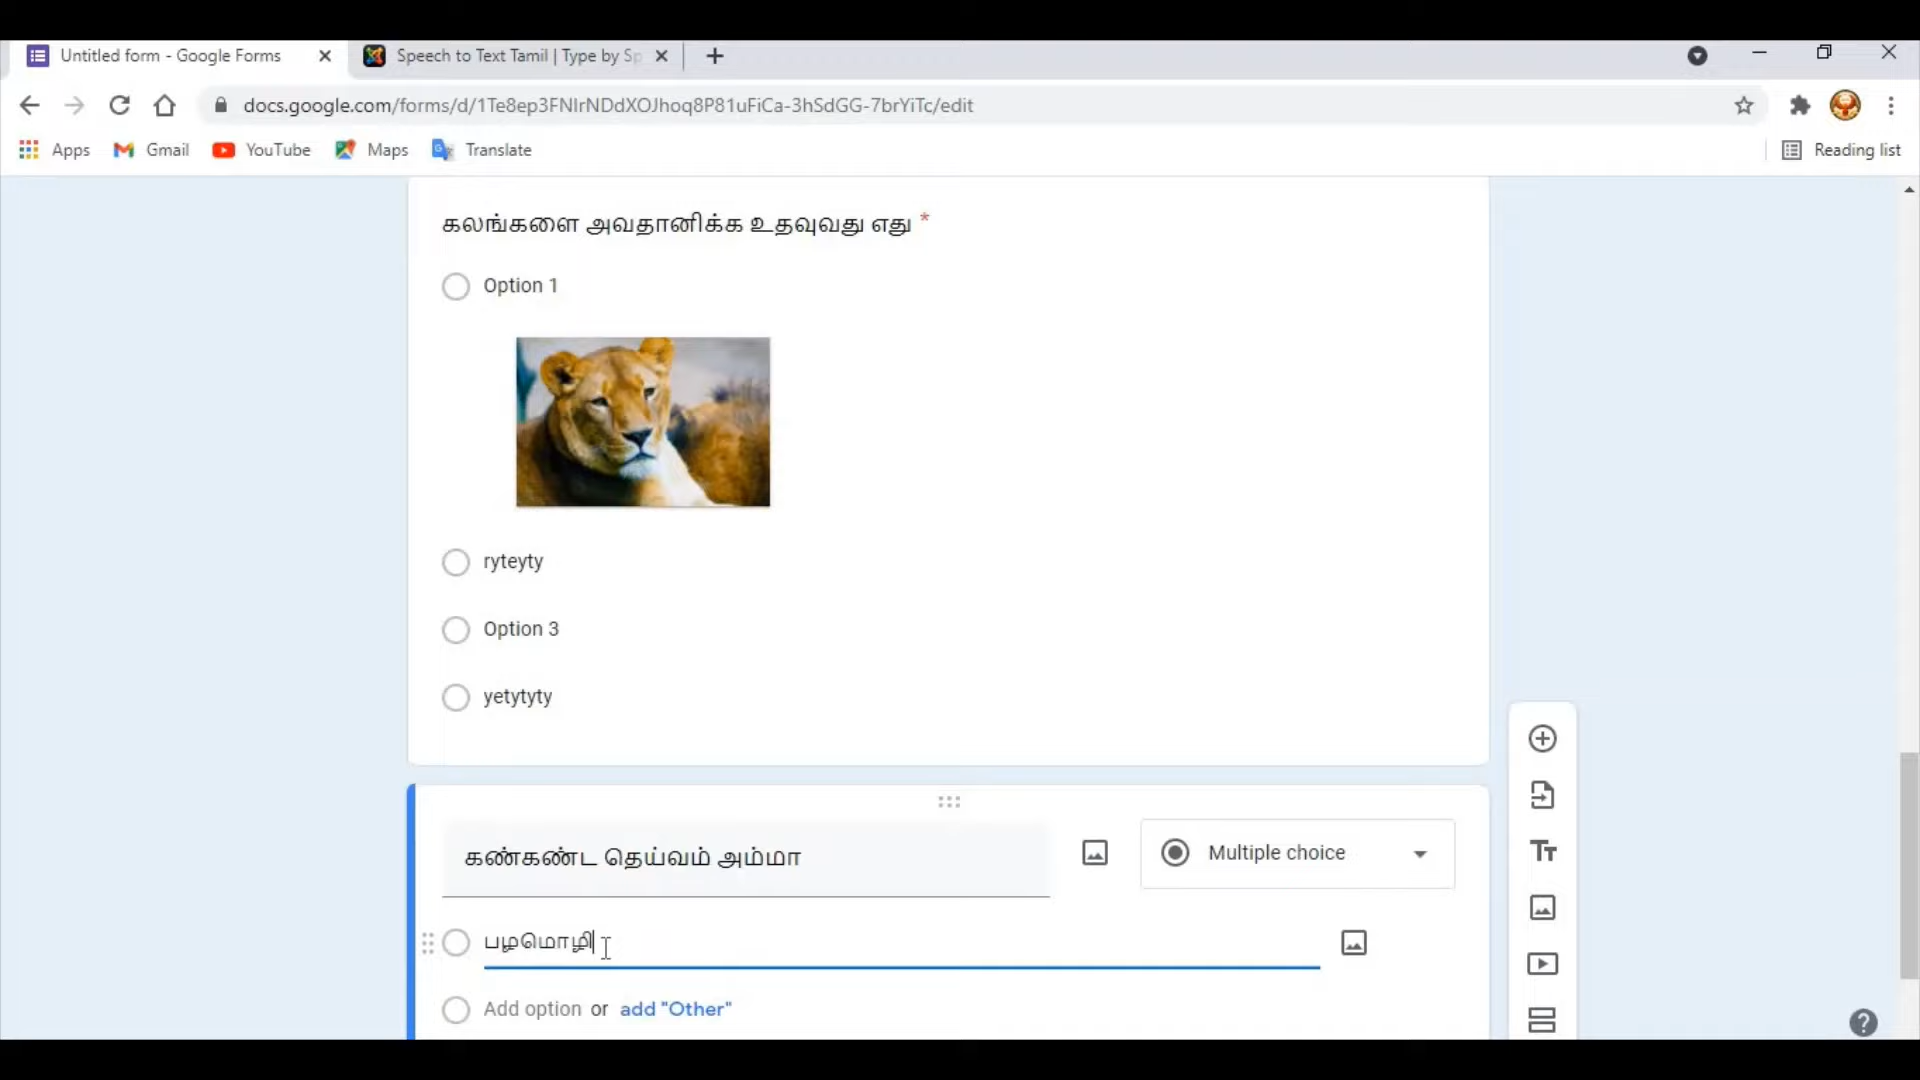 Untitled form - Google Forms
Speech to Text Tamil | Type by Sp
docs.google.com/forms/d/1Te8ep3FNIrNDdXOJhoq8P81uFiCa-3hSdGG-7brYiTc/edit
Apps Gmail YouTube Maps Translate Reading list
கலங்களை அவதானிக்க உதவுவது எது *
Option 1
ryteyty
Option 3
yetytyty
கண்கண்ட தெய்வம் அம்மா
Multiple choice
பழமொழி
Add option or add "Other"